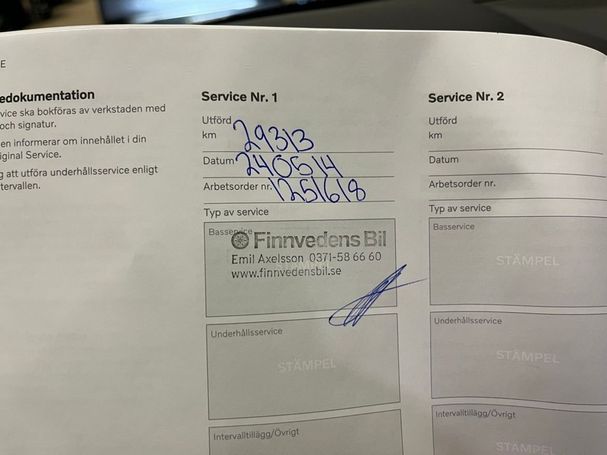 E
edokumentation
vice ska bokföras av verkstaden med
och signatur.
en informerar om innehållet i din
iginal Service.
g att utföra underhållsservice enligt
tervallen.
Service Nr. 1
Utförd
km 29313
Datum 240514
Arbetsorder nr. 1251618
Typ av service
Basservice
Finnvedens Bil
Emil Axelsson 0371-58 66 60
www.finnvedensbil.se
Underhållsservice
STÄMPEL
Intervalltillägg/Övrigt
Service Nr. 2
Utförd
km
Datum
Arbetsorder nr.
Typ av service
Basservice
STÄMPEL
Underhållsservice
STÄMPEL
Intervalltillägg/Övrigt
STÄMPEL